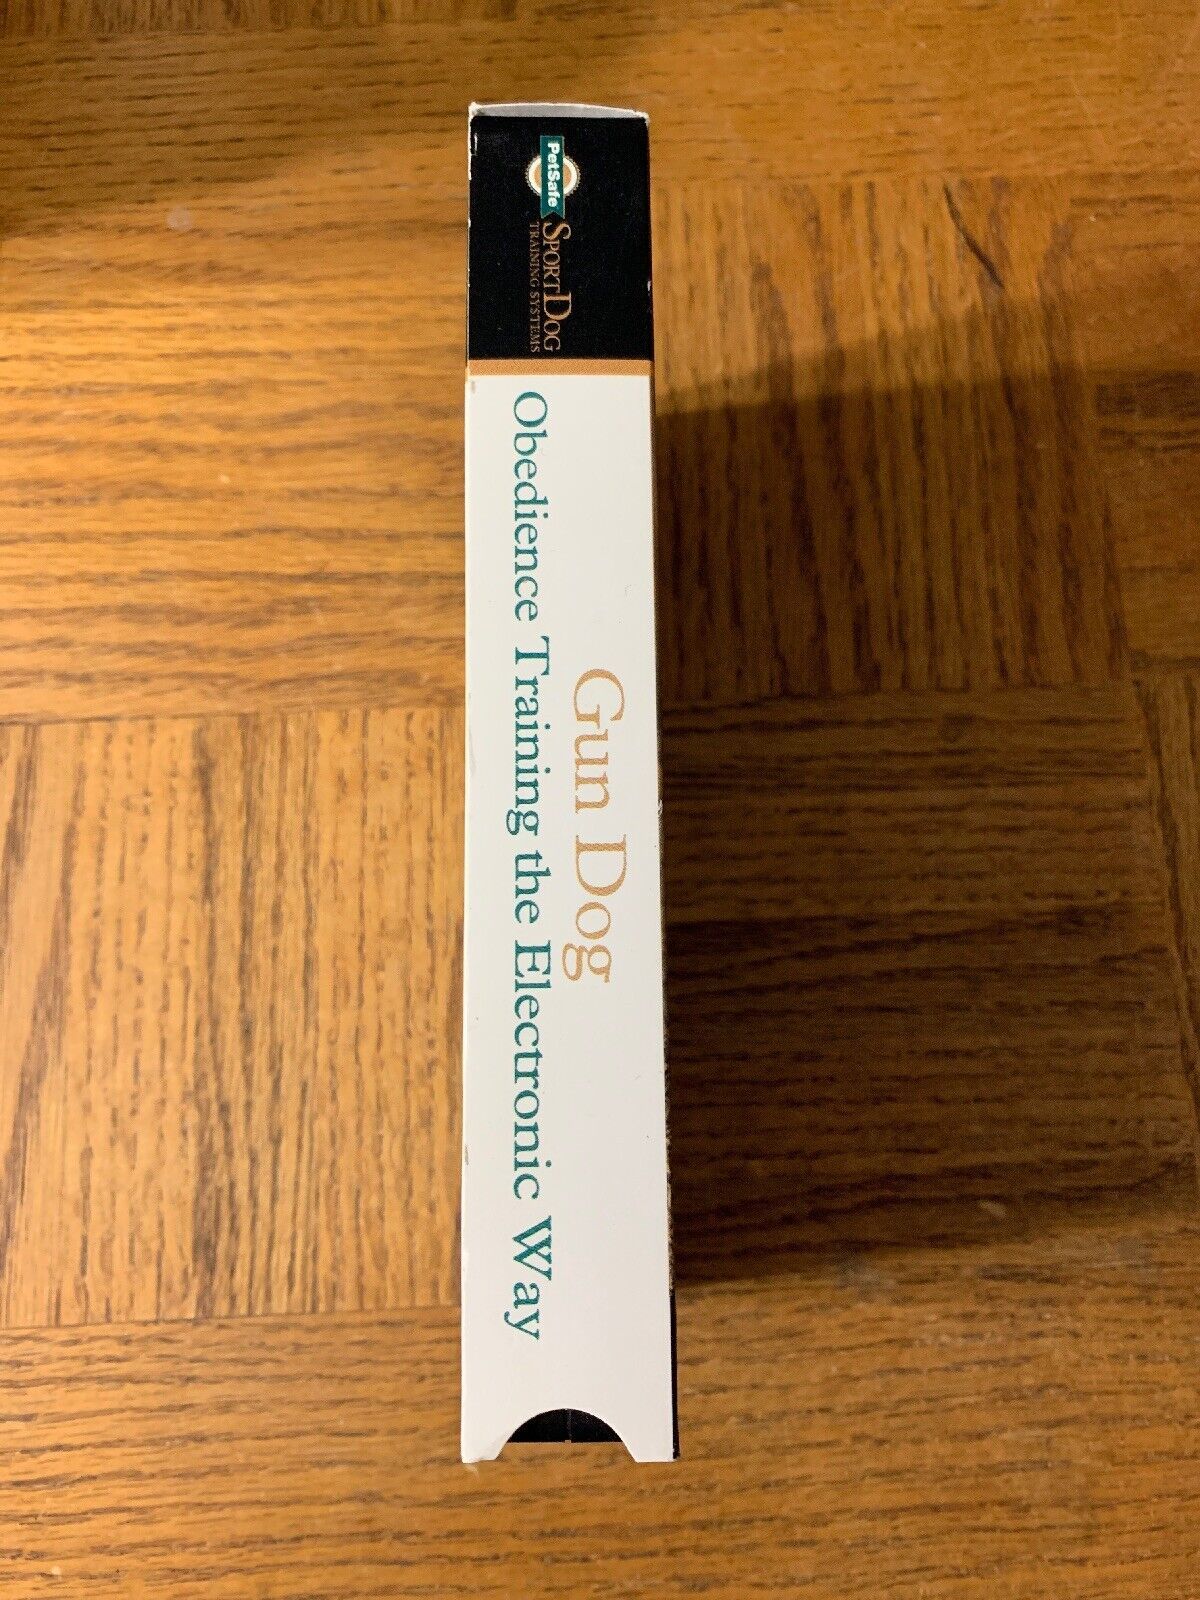 PetSafe
SPORTDOG
TRAINING SYSTEMS
Gun Dog
Obedience Training the Electronic Way